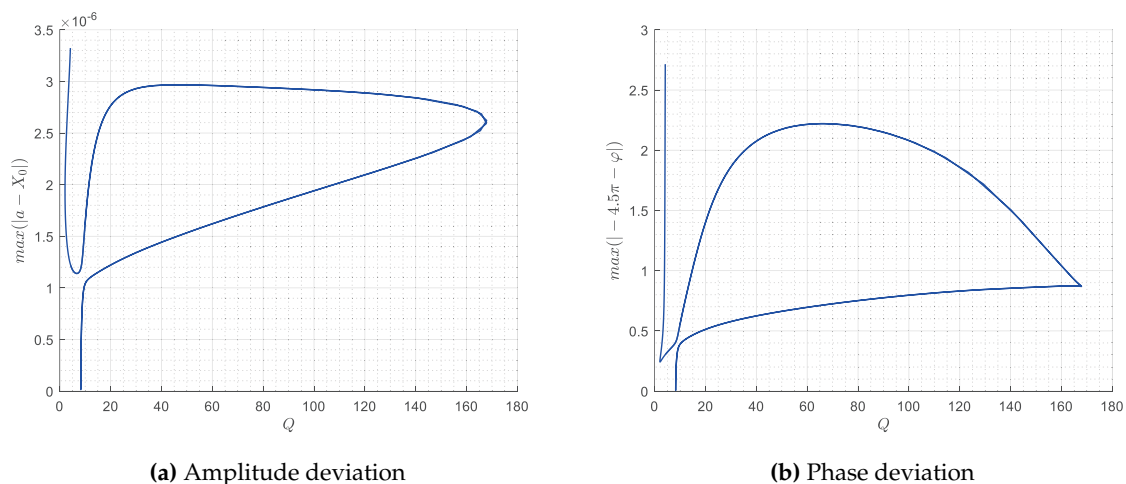 ×10⁻⁶
3.5
3
2.5
2
1.5
1
0.5
0
max(|a − X₀|)
0 20 40 60 80 100 120 140 160 180
Q
(a) Amplitude deviation
3
2.5
2
1.5
1
0.5
0
max(| − 4.5π − φ|)
0 20 40 60 80 100 120 140 160 180
Q
(b) Phase deviation